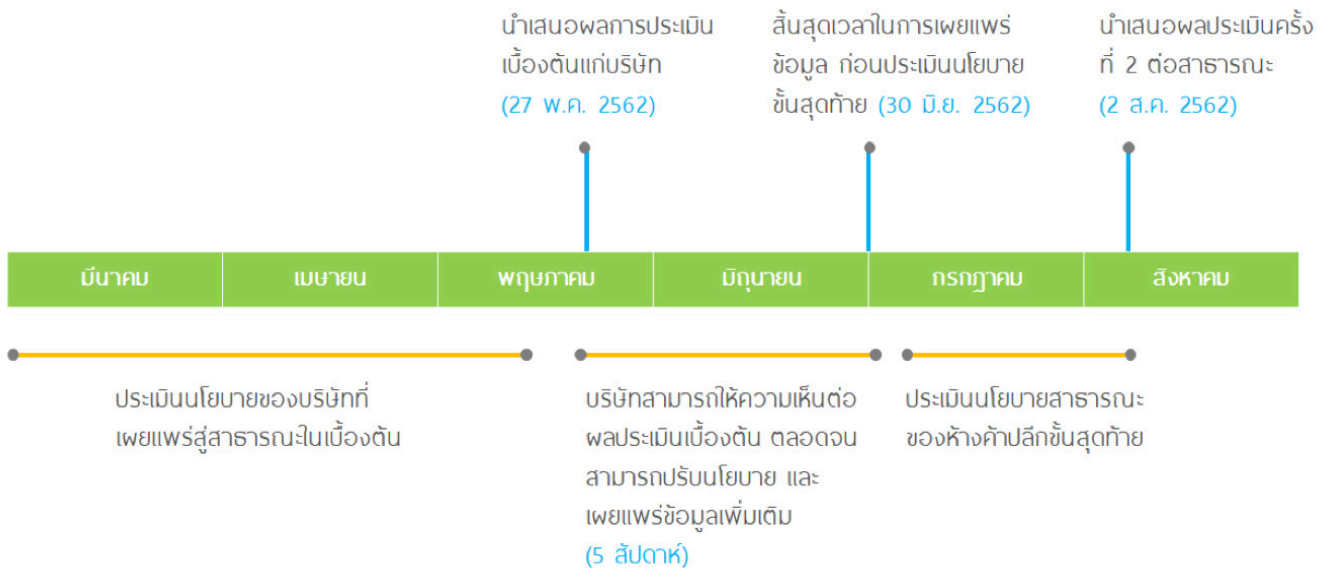 นำเสนอผลการประเมิน
เบื้องต้นแก่บริษัท
(27 พ.ค. 2562)
สิ้นสุดเวลาในการเผยแพร่
ข้อมูล ก่อนประเมินนโยบาย
ขั้นสุดท้าย (30 มิ.ย. 2562)
นำเสนอผลประเมินครั้ง
ที่ 2 ต่อสาธารณะ
(2 ส.ค. 2562)
มีนาคม
เมษายน
พฤษภาคม
มิถุนายน
กรกฎาคม
สิงหาคม
ประเมินนโยบายของบริษัทที่
เผยแพร่สู่สาธารณะในเบื้องต้น
บริษัทสามารถให้ความเห็นต่อ
ผลประเมินเบื้องต้น ตลอดจน
สามารถปรับนโยบาย และ
เผยแพร่ข้อมูลเพิ่มเติม
(5 สัปดาห์)
ประเมินนโยบายสาธารณะ
ของห้างค้าปลีกขั้นสุดท้าย